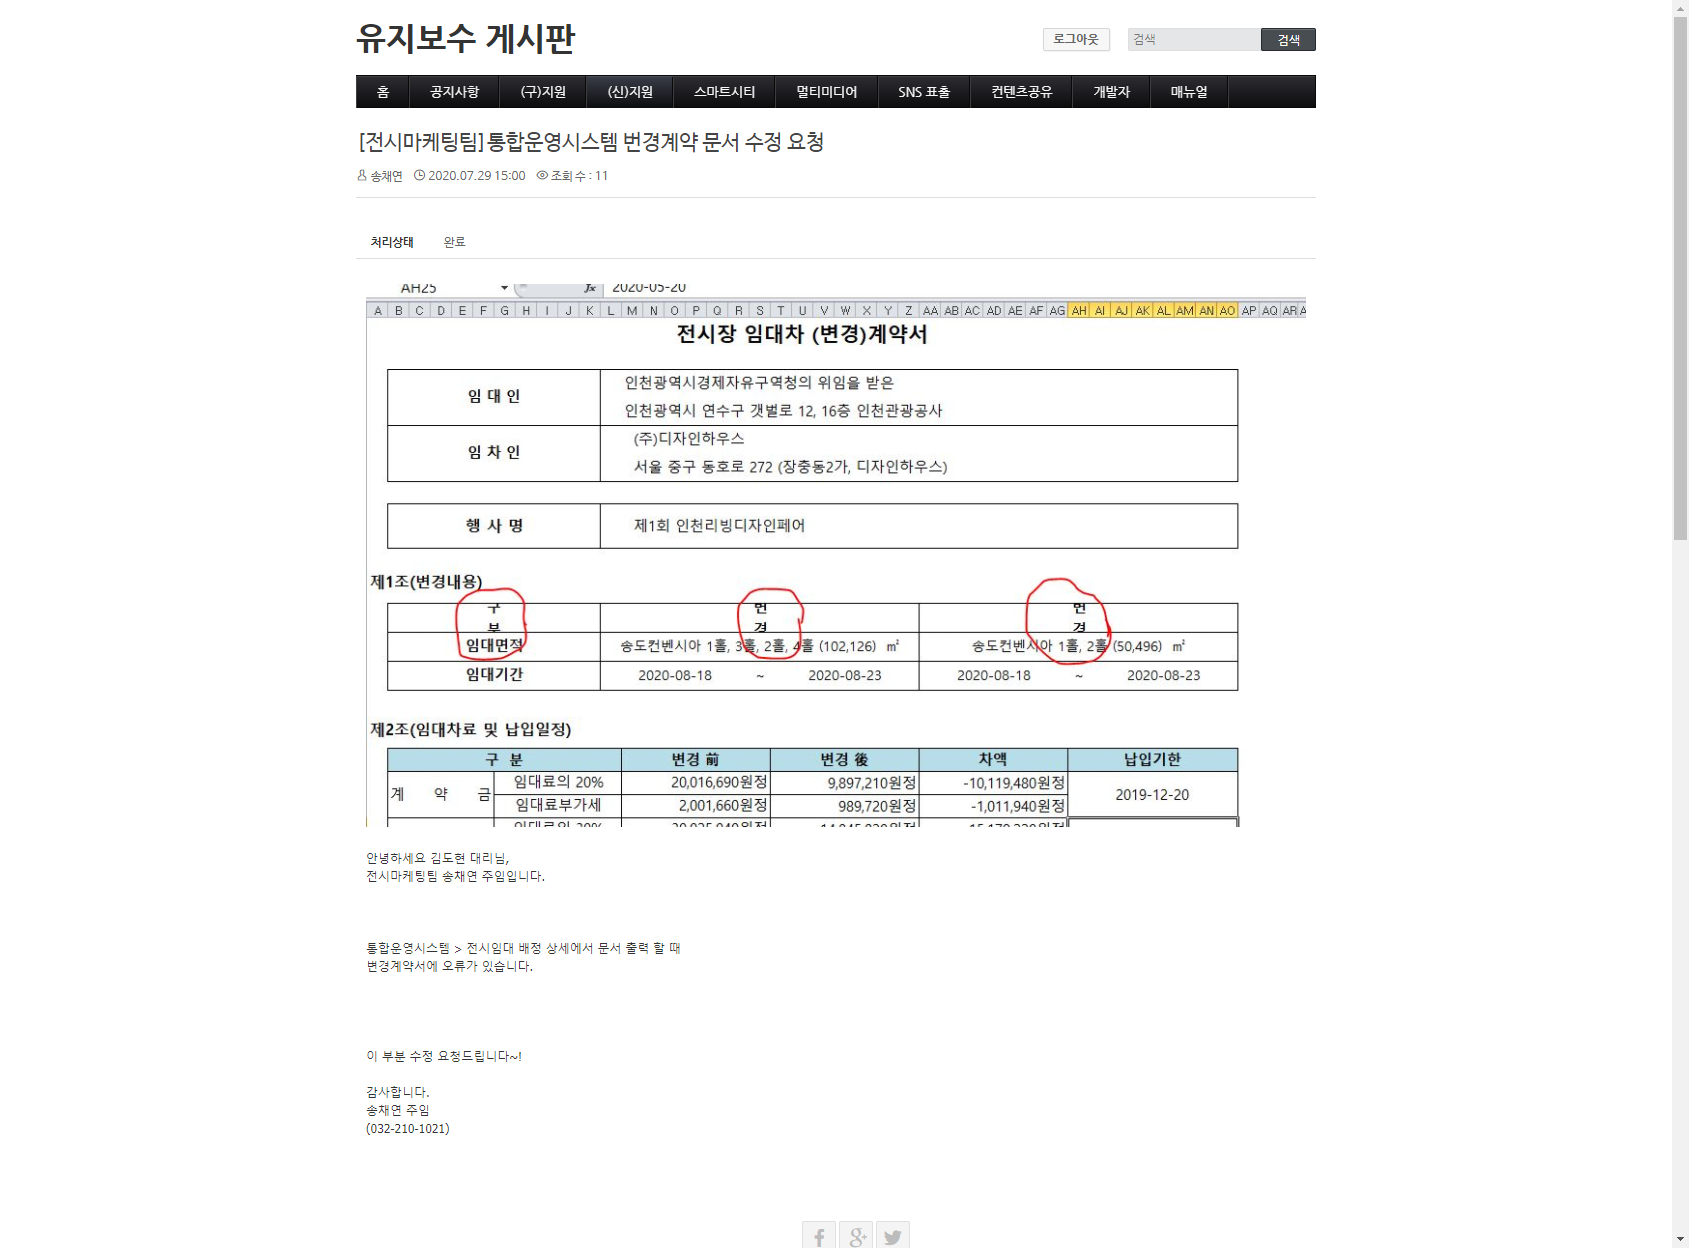 유지보수 게시판
로그아웃 검색 검색
홈 공지사항 (구)지원 (신)지원 스마트시티 멀티미디어 SNS 표출 컨텐츠공유 개발자 매뉴얼
[전시마케팅팀]통합운영시스템 변경계약 문서 수정 요청
송채연 2020.07.29 15:00 조회 수 : 11
처리상태 완료
AH25 fx 2020-05-20
A B C D E F G H I J K L M N O P Q R S T U V W X Y Z AA AB AC AD AE AF AG AH AI AJ AK AL AM AN AO AP AQ AR
전시장 임대차 (변경)계약서
임 대 인 인천광역시경제자유구역청의 위임을 받은
인천광역시 연수구 갯벌로 12, 16층 인천관광공사
임 차 인 (주)디자인하우스
서울 중구 동호로 272 (장충동2가, 디자인하우스)
행 사 명 제1회 인천리빙디자인페어
제1조(변경내용)
구 변 변
분 경 경
임대면적 송도컨벤시아 1홀, 3홀, 2홀, 4홀 (102,126) ㎡ 송도컨벤시아 1홀, 2홀 (50,496) ㎡
임대기간 2020-08-18 ~ 2020-08-23 2020-08-18 ~ 2020-08-23
제2조(임대차료 및 납입일정)
구 분 변경 前 변경 後 차액 납입기한
계 약 금 임대료의 20% 20,016,690원정 9,897,210원정 -10,119,480원정 2019-12-20
임대료부가세 2,001,660원정 989,720원정 -1,011,940원정
안녕하세요 김도현 대리님,
전시마케팅팀 송채연 주임입니다.
통합운영시스템 > 전시임대 배정 상세에서 문서 출력 할 때
변경계약서에 오류가 있습니다.
이 부분 수정 요청드립니다~!
감사합니다.
송채연 주임
(032-210-1021)